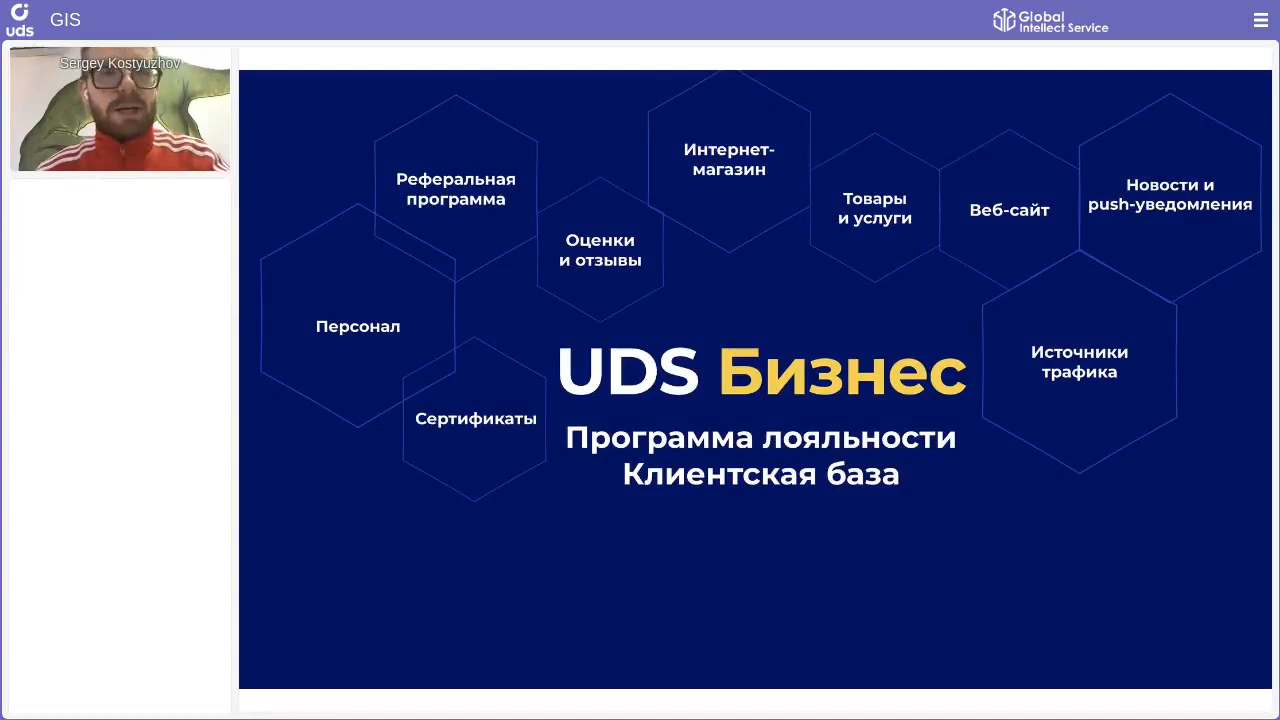 uds
GIS
Global
Intellect Service
Sergey Kostyuzhov
Реферальная
программа
Интернет-
магазин
Оценки
и отзывы
Товары
и услуги
Веб-сайт
Новости и
push-уведомления
Персонал
Сертификаты
Источники
трафика
UDS Бизнес
Программа лояльности
Клиентская база